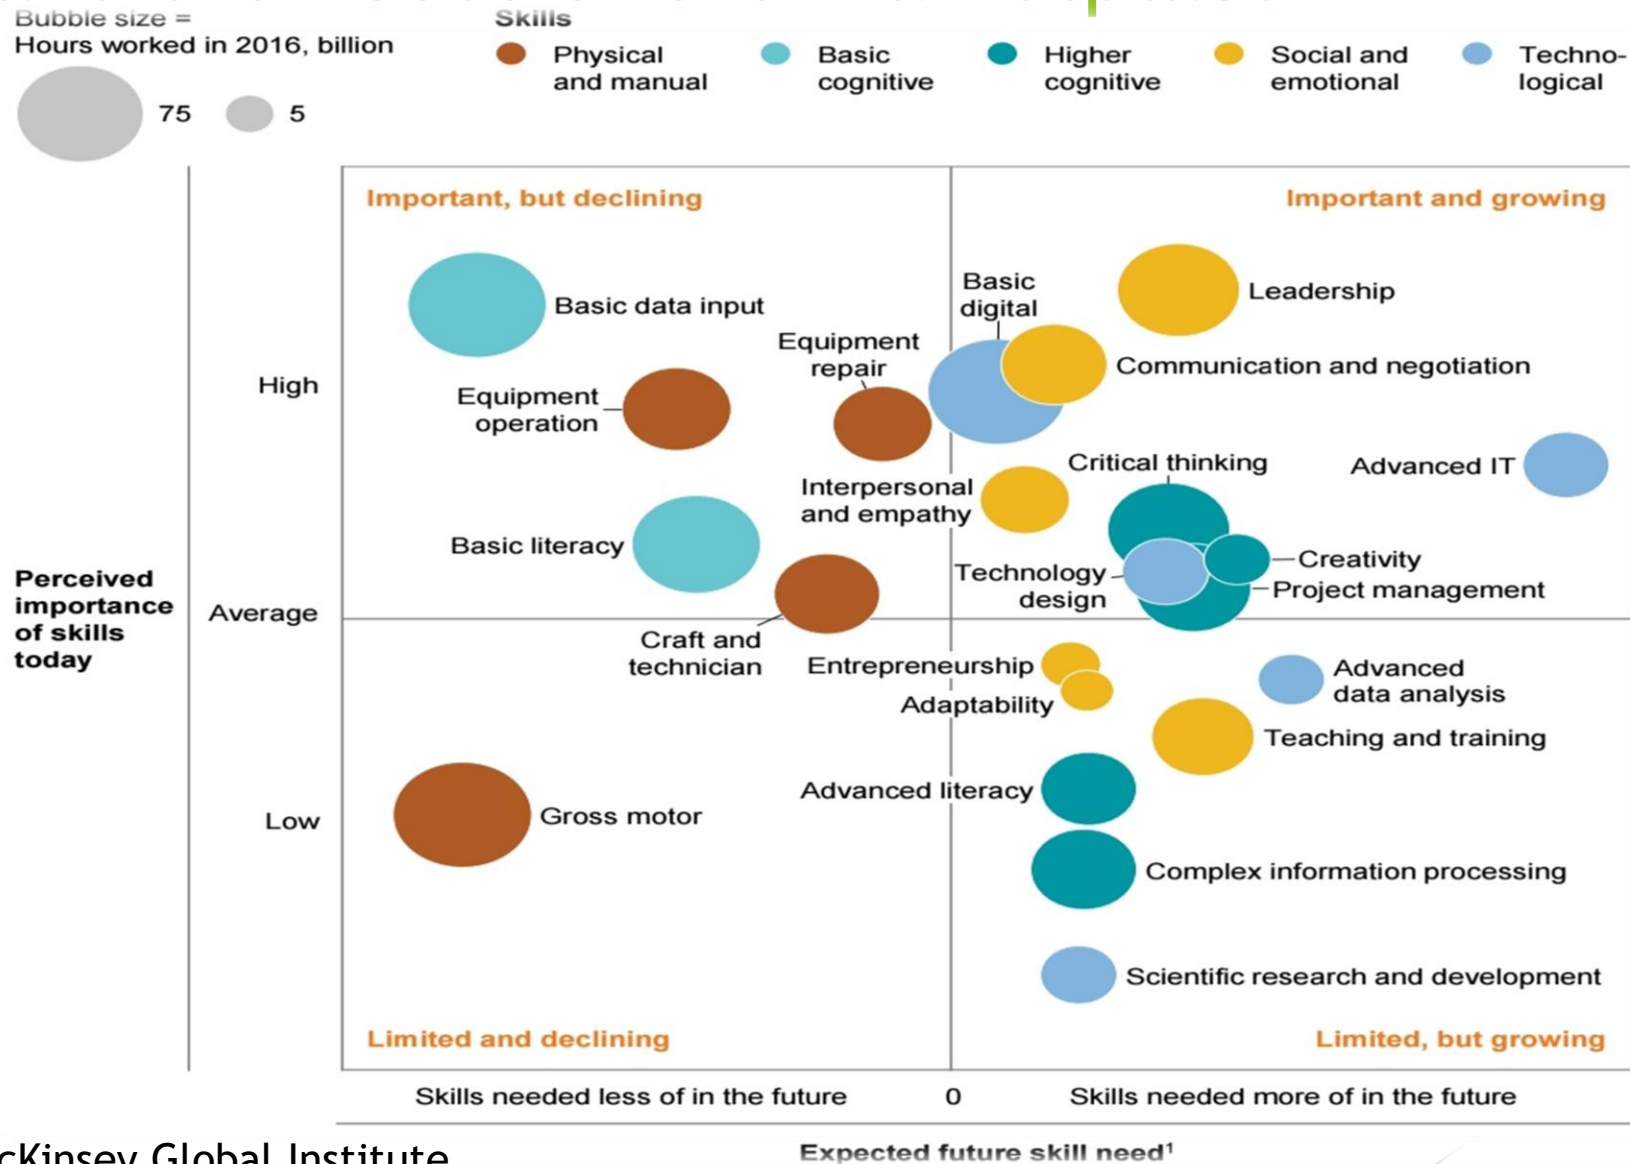 Bubble size =
Hours worked in 2016, billion
75
5
Skills
Physical
and manual
Basic
cognitive
Higher
cognitive
Social and
emotional
Techno-
logical
Important, but declining
Important and growing
Basic data input
Equipment
operation
Equipment
repair
Basic
digital
Leadership
Communication and negotiation
Interpersonal
and empathy
Critical thinking
Advanced IT
Basic literacy
Technology
design
Creativity
Project management
Craft and
technician
Entrepreneurship
Adaptability
Advanced
data analysis
Teaching and training
Advanced literacy
Gross motor
Complex information processing
Scientific research and development
Limited and declining
Limited, but growing
High
Perceived
importance
of skills
today
Average
Low
Skills needed less of in the future
0
Skills needed more of in the future
Expected future skill need¹
cKinsey Global Institute